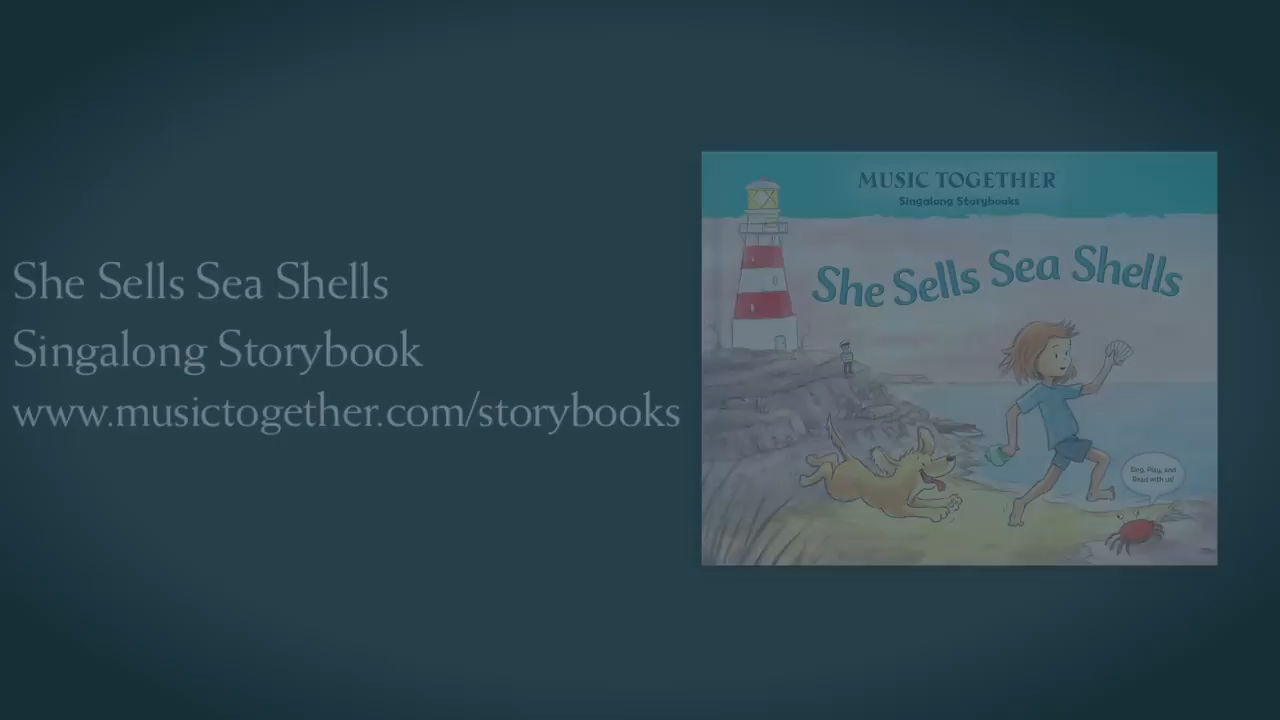 She Sells Sea Shells
Singalong Storybook
www.musictogether.com/storybooks
MUSIC TOGETHER
Singalong Storybooks
She Sells Sea Shells
Sing, Play, and
Read with us!